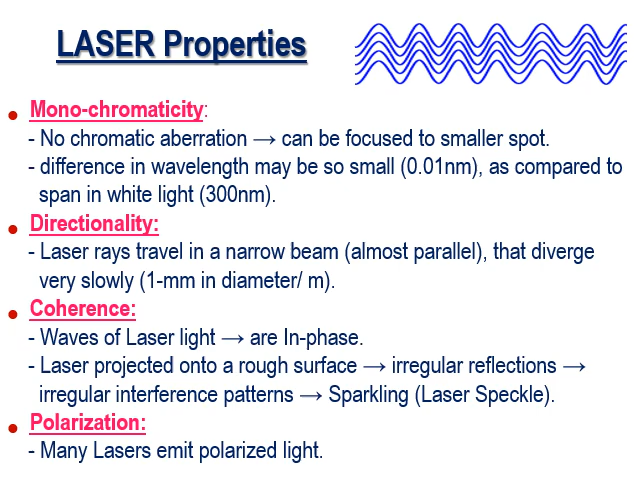 LASER Properties
• Mono-chromaticity:
- No chromatic aberration → can be focused to smaller spot.
- difference in wavelength may be so small (0.01nm), as compared to
span in white light (300nm).
• Directionality:
- Laser rays travel in a narrow beam (almost parallel), that diverge
very slowly (1-mm in diameter/ m).
• Coherence:
- Waves of Laser light → are In-phase.
- Laser projected onto a rough surface → irregular reflections →
irregular interference patterns → Sparkling (Laser Speckle).
• Polarization:
- Many Lasers emit polarized light.